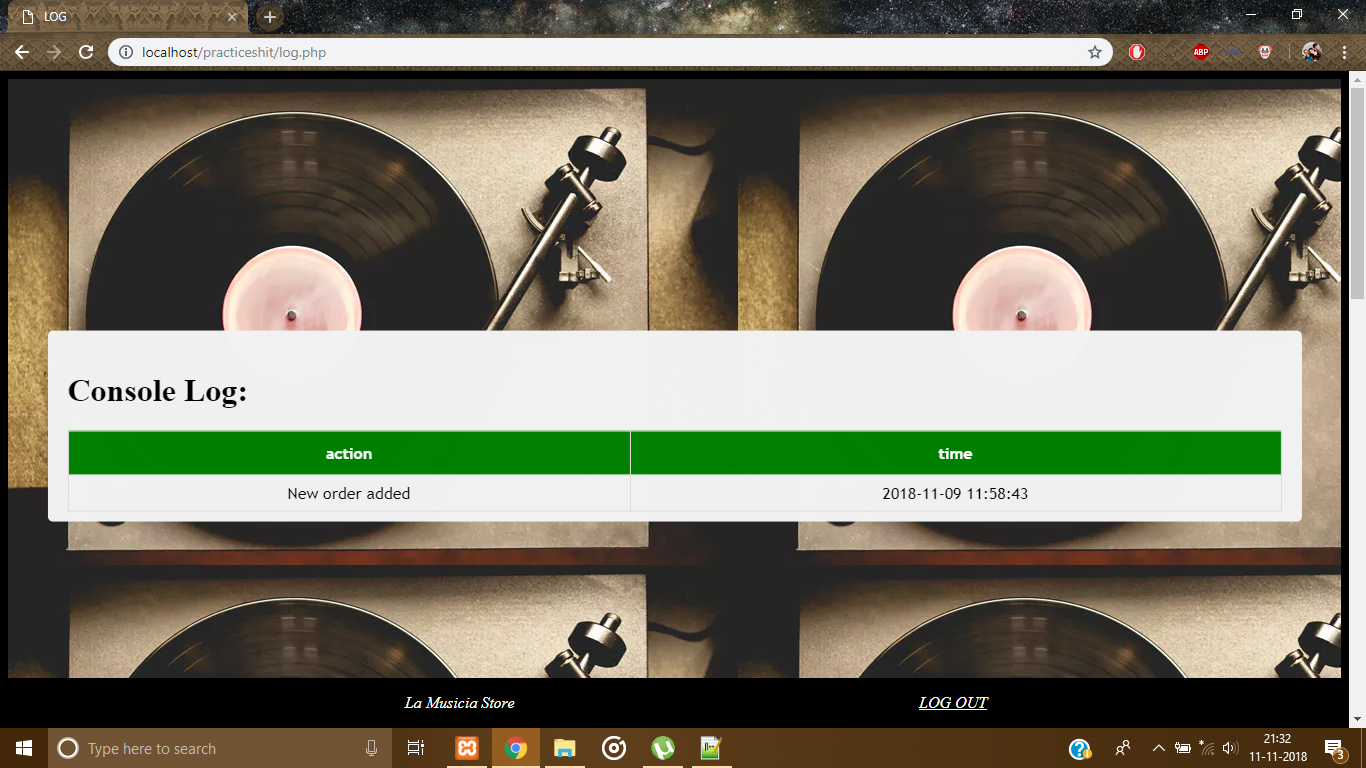 LOG
localhost/practiceshit/log.php
ABP
Console Log:
action time
New order added 2018-11-09 11:58:43
La Musicia Store LOG OUT
Type here to search
21:32
11-11-2018
3